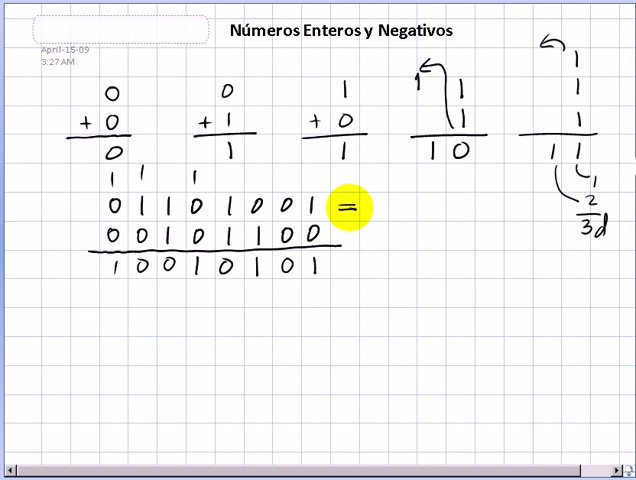 Números Enteros y Negativos
April-15-09
3:27 AM
0 0 1 1 1
1
+ 0 + 1 + 0 1 1
1
0 1 1 1 0 1 1
1 1 1 1
0 1 1 0 1 0 0 1 = 2
0 0 1 0 1 1 0 0 3d
1 0 0 1 0 1 0 1